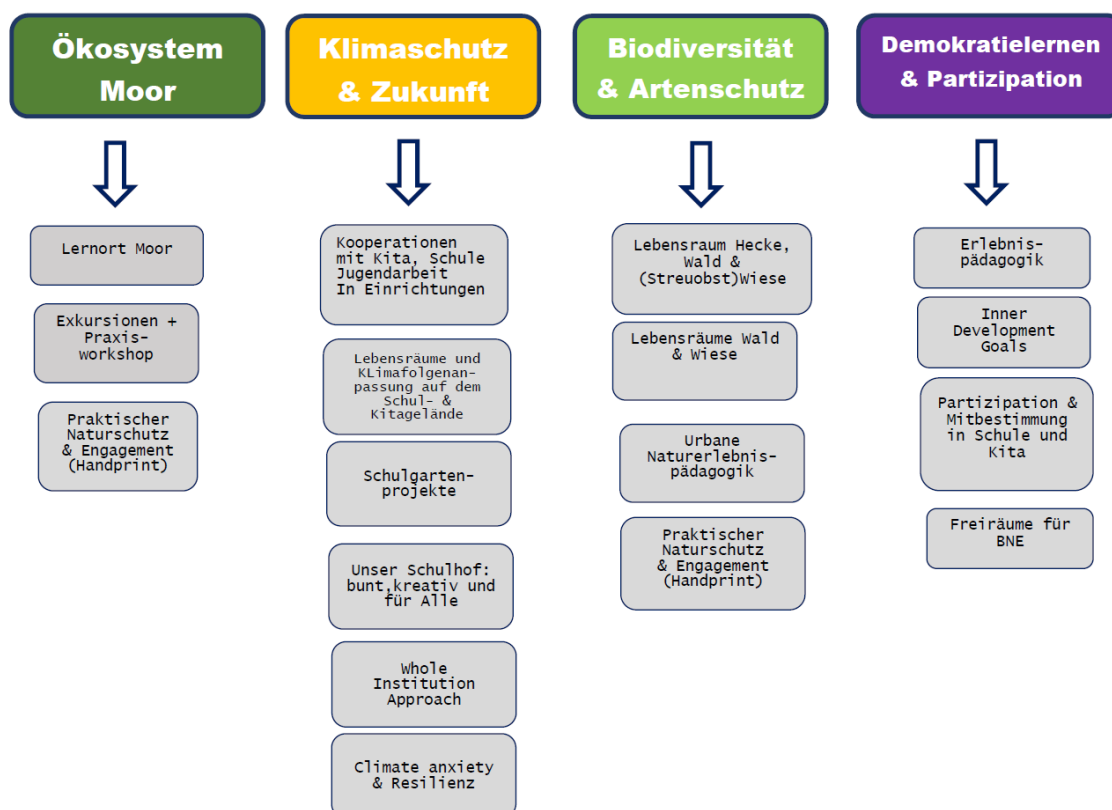 Ökosystem
Moor
Klimaschutz
& Zukunft
Biodiversität
& Artenschutz
Demokratielernen
& Partizipation
Lernort Moor
Exkursionen +
Praxis-
workshop
Praktischer
Naturschutz
& Engagement
(Handprint)
Kooperationen
mit Kita, Schule
Jugendarbeit
In Einrichtungen
Lebensräume und
KLimafolgenan-
passung auf dem
Schul- &
Kitagelände
Schulgarten-
projekte
Unser Schulhof:
bunt,kreativ und
für Alle
Whole
Institution
Approach
Climate anxiety
& Resilienz
Lebensraum Hecke,
Wald &
(Streuobst)Wiese
Lebensräume Wald
& Wiese
Urbane
Naturerlebnis-
pädagogik
Praktischer
Naturschutz
& Engagement
(Handprint)
Erlebnis-
pädagogik
Inner
Development
Goals
Partizipation &
Mitbestimmung
in Schule und
Kita
Freiräume für
BNE